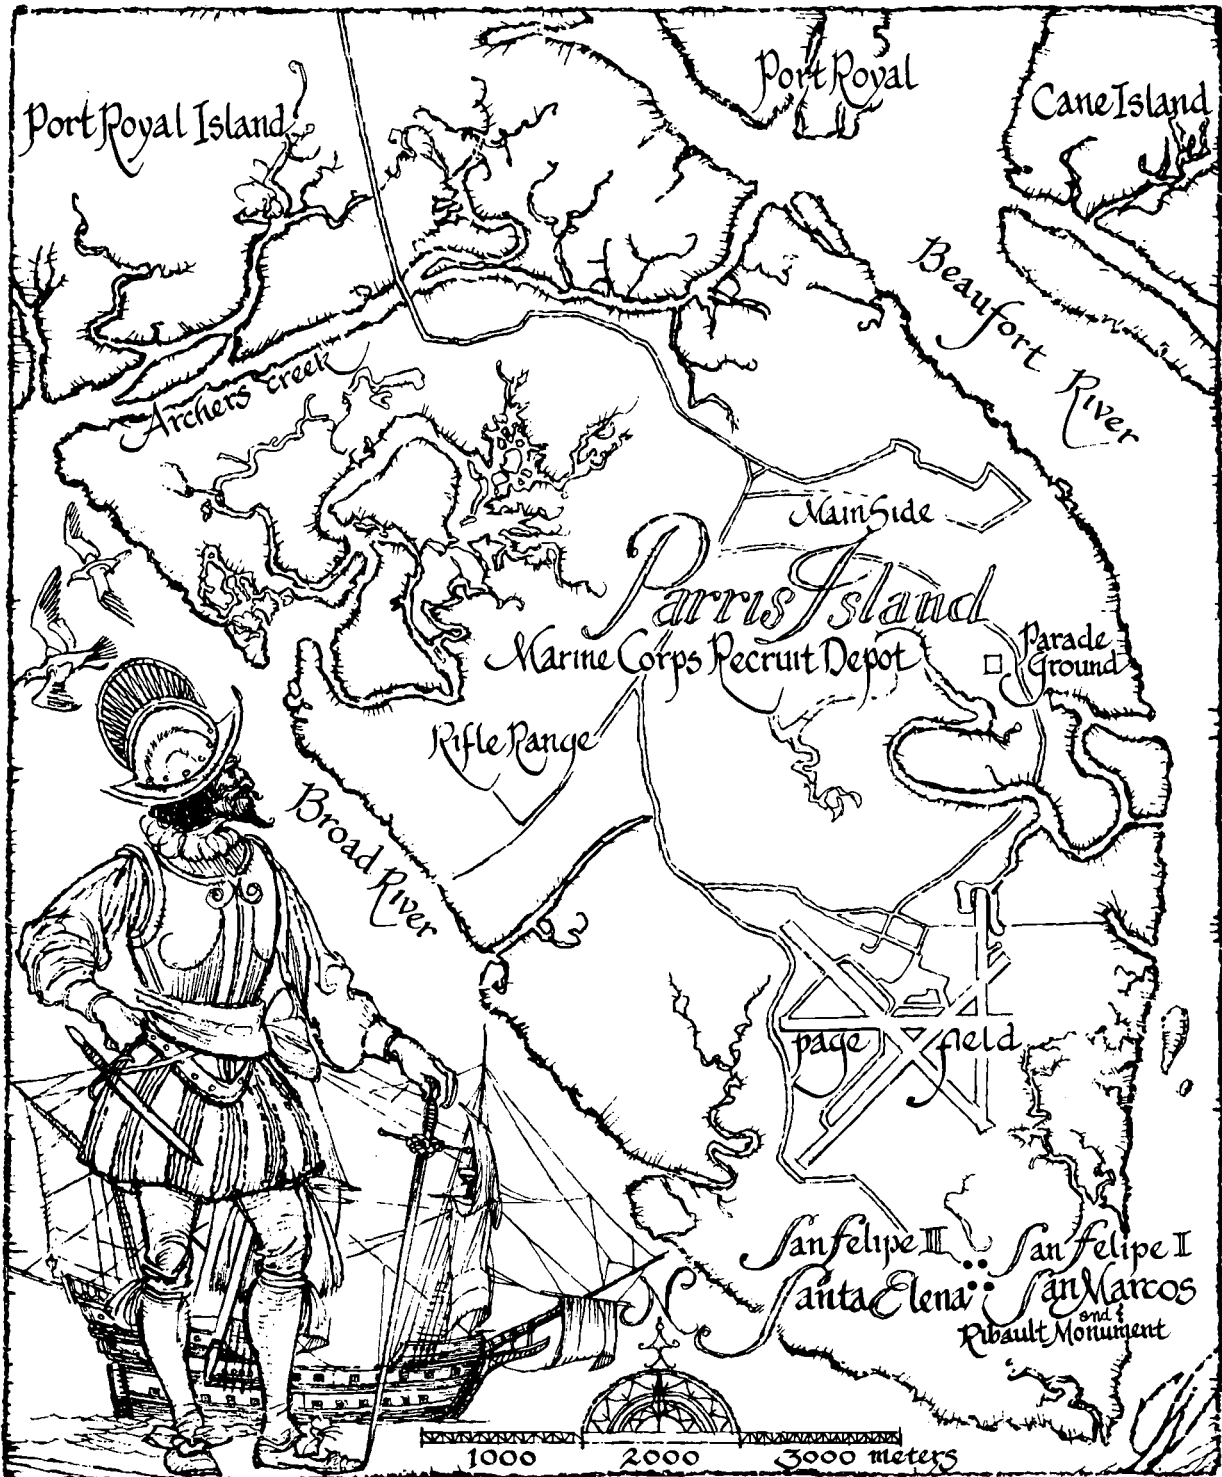 Port Royal
Port Royal Island
Cane Island
Beaufort
River
Archers Creek
Main Side
Parris Island
Marine Corps Recruit Depot
Parade
Ground
Rifle Range
Broad
River
page field
San Felipe III
San Felipe II
Santa Elena
San Marcos
and
Ribault Monument
N
1000 2000 3000 meters